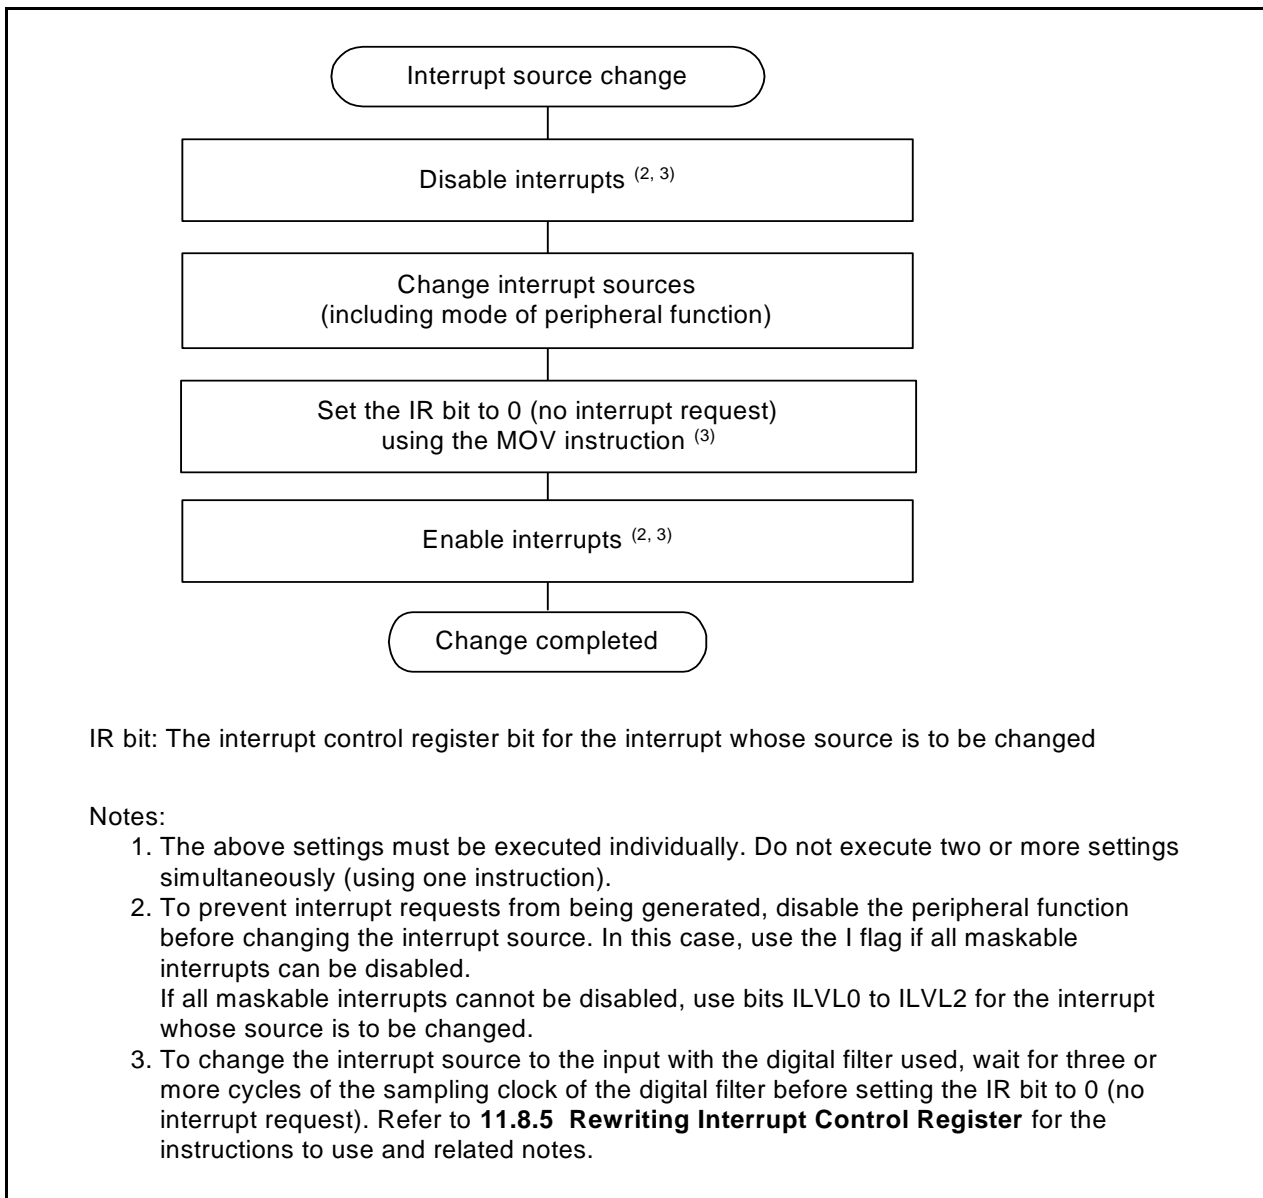 Interrupt source change
Disable interrupts (2, 3)
Change interrupt sources
(including mode of peripheral function)
Set the IR bit to 0 (no interrupt request)
using the MOV instruction (3)
Enable interrupts (2, 3)
Change completed
IR bit: The interrupt control register bit for the interrupt whose source is to be changed
Notes:
1. The above settings must be executed individually. Do not execute two or more settings
simultaneously (using one instruction).
2. To prevent interrupt requests from being generated, disable the peripheral function
before changing the interrupt source. In this case, use the I flag if all maskable
interrupts can be disabled.
If all maskable interrupts cannot be disabled, use bits ILVL0 to ILVL2 for the interrupt
whose source is to be changed.
3. To change the interrupt source to the input with the digital filter used, wait for three or
more cycles of the sampling clock of the digital filter before setting the IR bit to 0 (no
interrupt request). Refer to 11.8.5 Rewriting Interrupt Control Register for the
instructions to use and related notes.